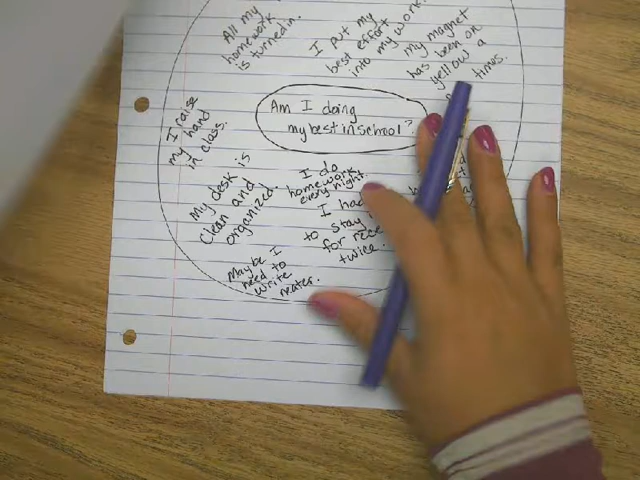 All my
homework
is turned in.
I put my
best effort
into my work.
my magnet
has been on
yellow a
times.
I raise
my hand
in class.
Am I doing
my best in school?
My desk is
Clean and
organized.
I do
homework
every night.
I had
to stay
for
twice.
Maybe I
need to
write
neater.